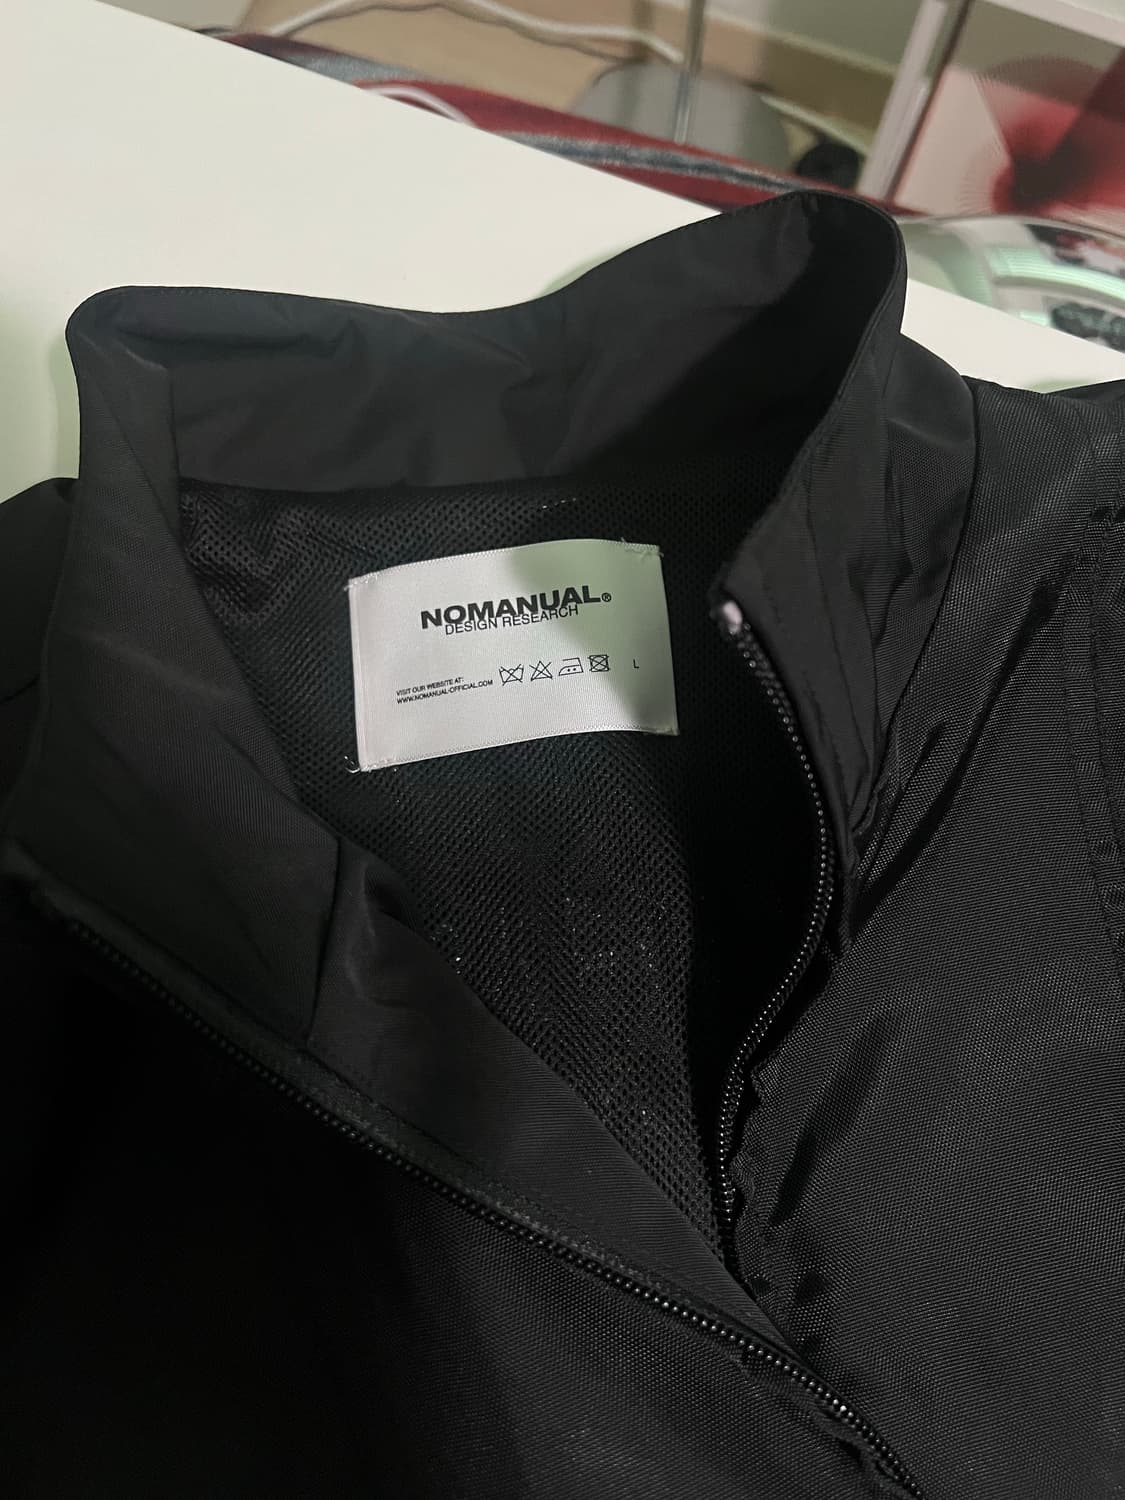 NOMANUAL®
DESIGN RESEARCH
VISIT OUR WEBSITE AT:
WWW.NOMANUAL-OFFICIAL.COM
L